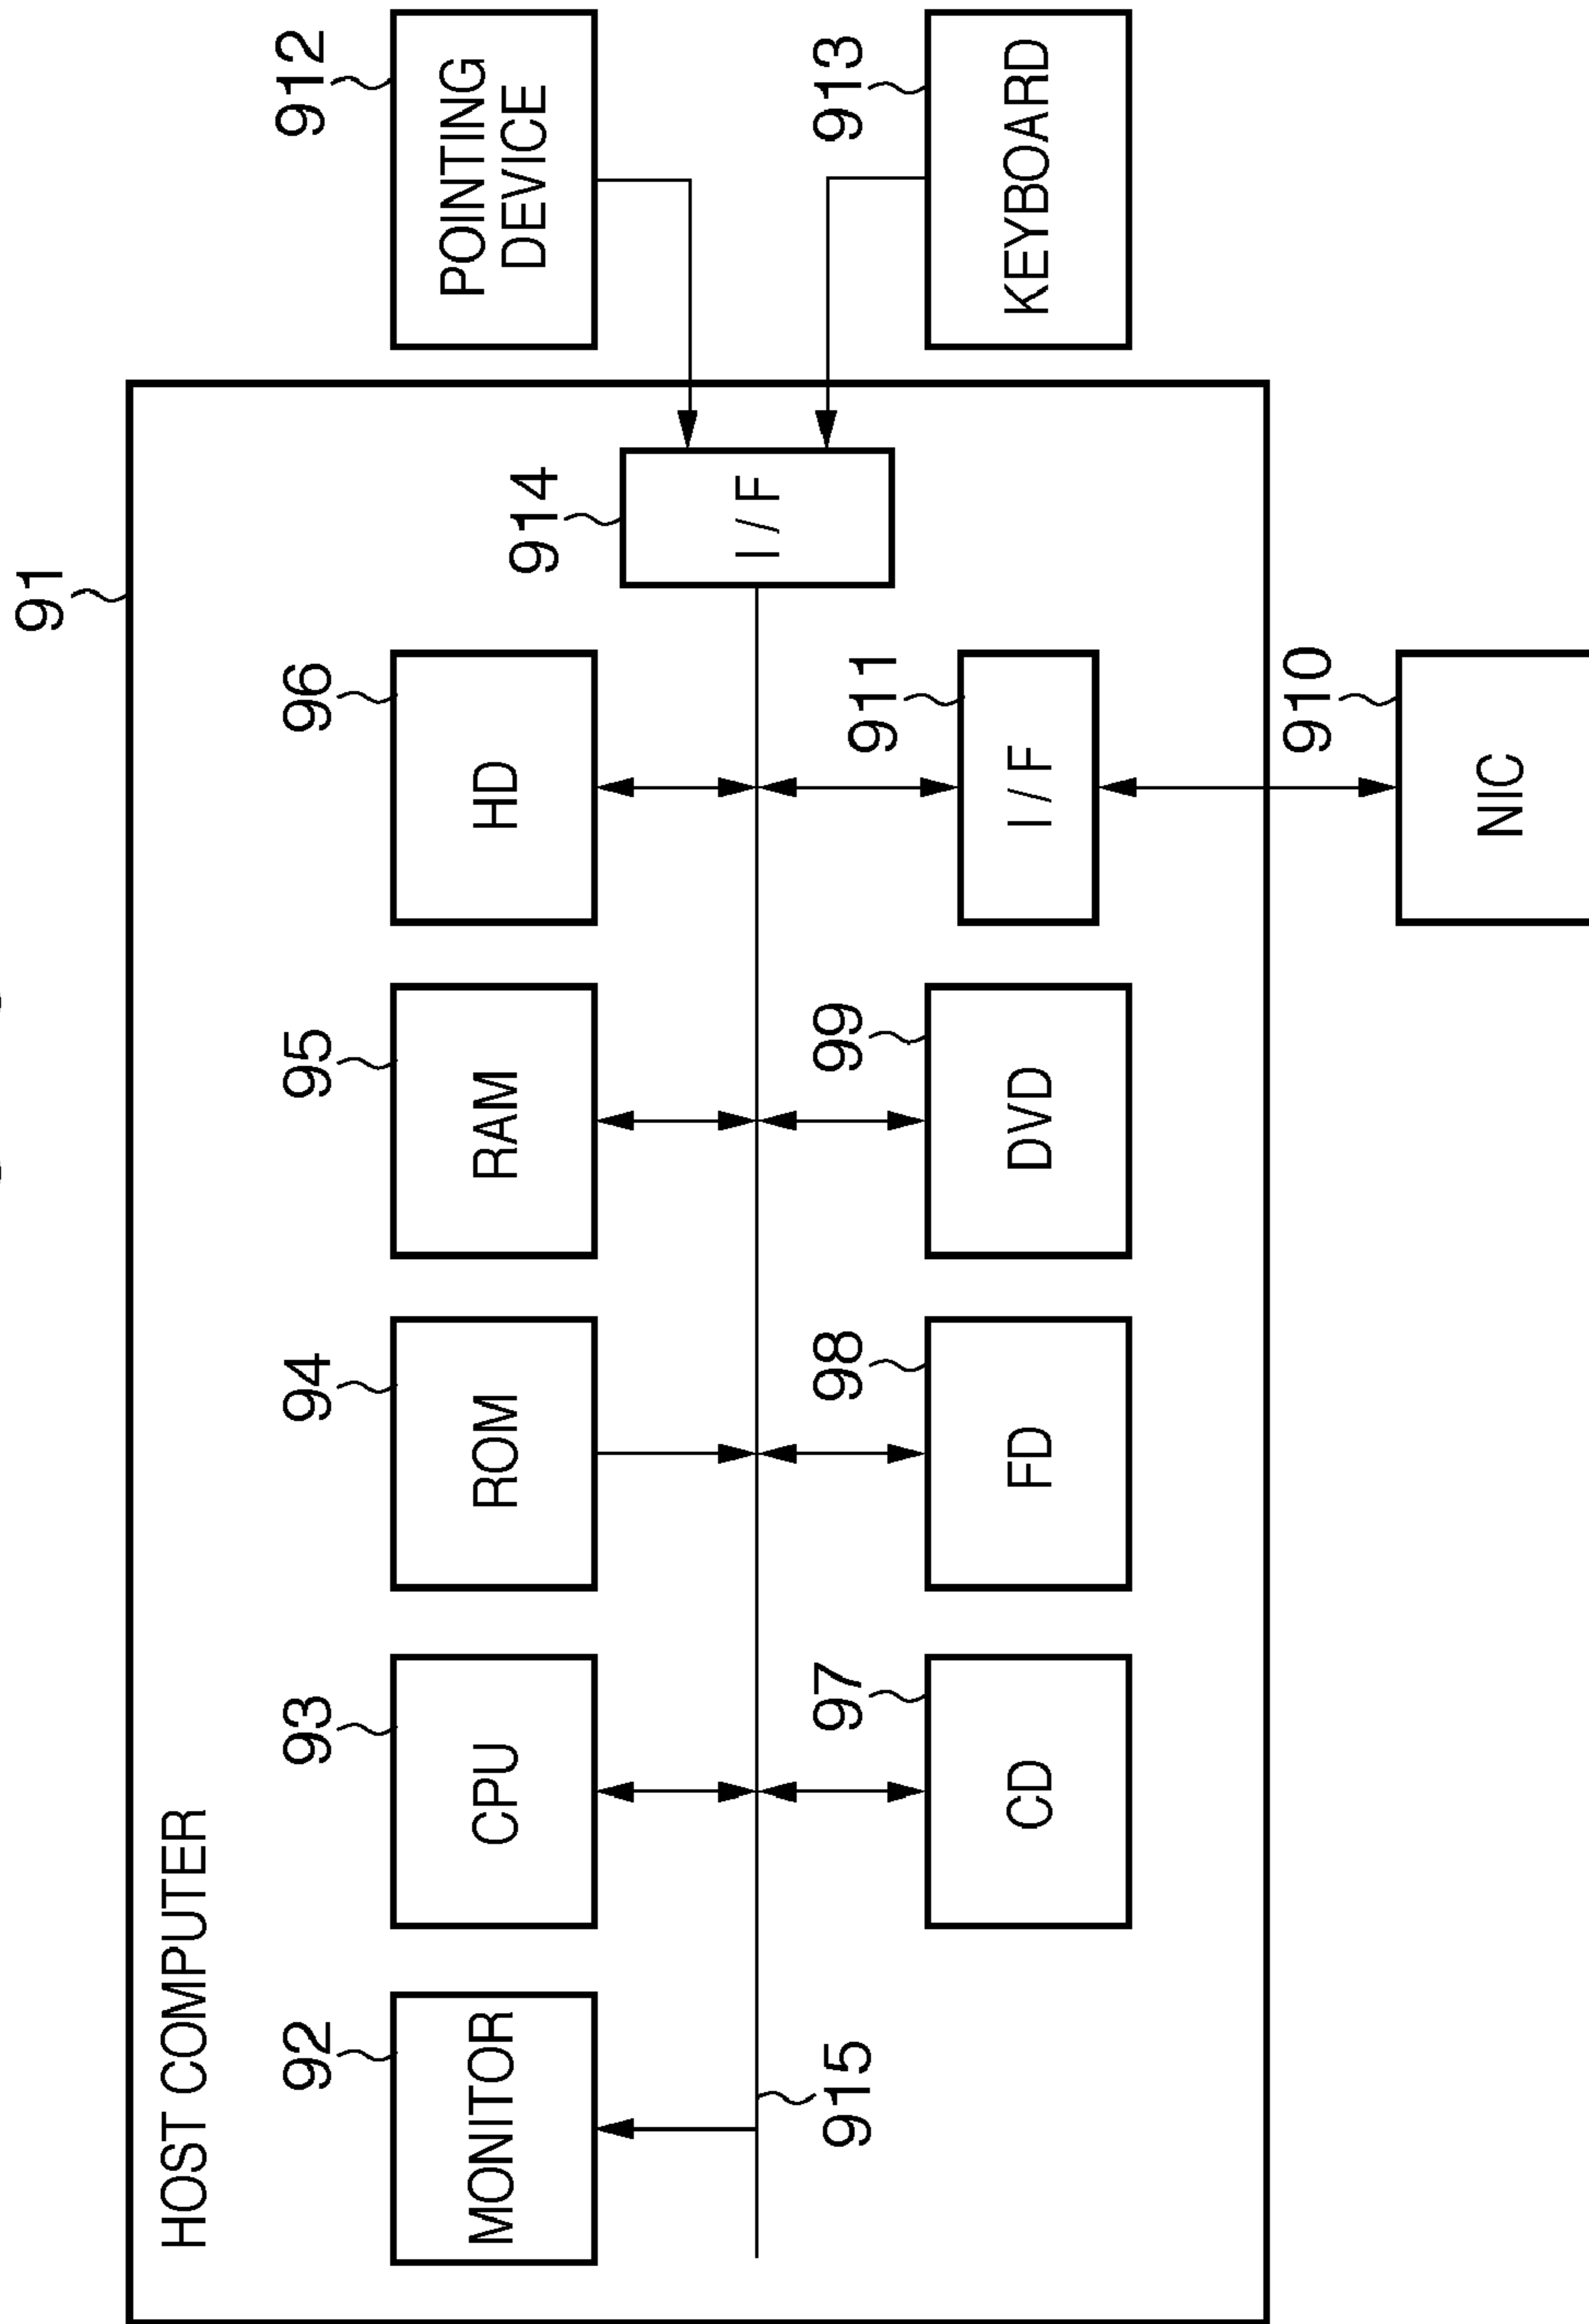 91
HOST COMPUTER
92
93
94
95
96
912
MONITOR
CPU
ROM
RAM
HD
POINTING
DEVICE
914
I / F
915
97
98
99
911
913
CD
FD
DVD
I / F
KEYBOARD
910
NIC